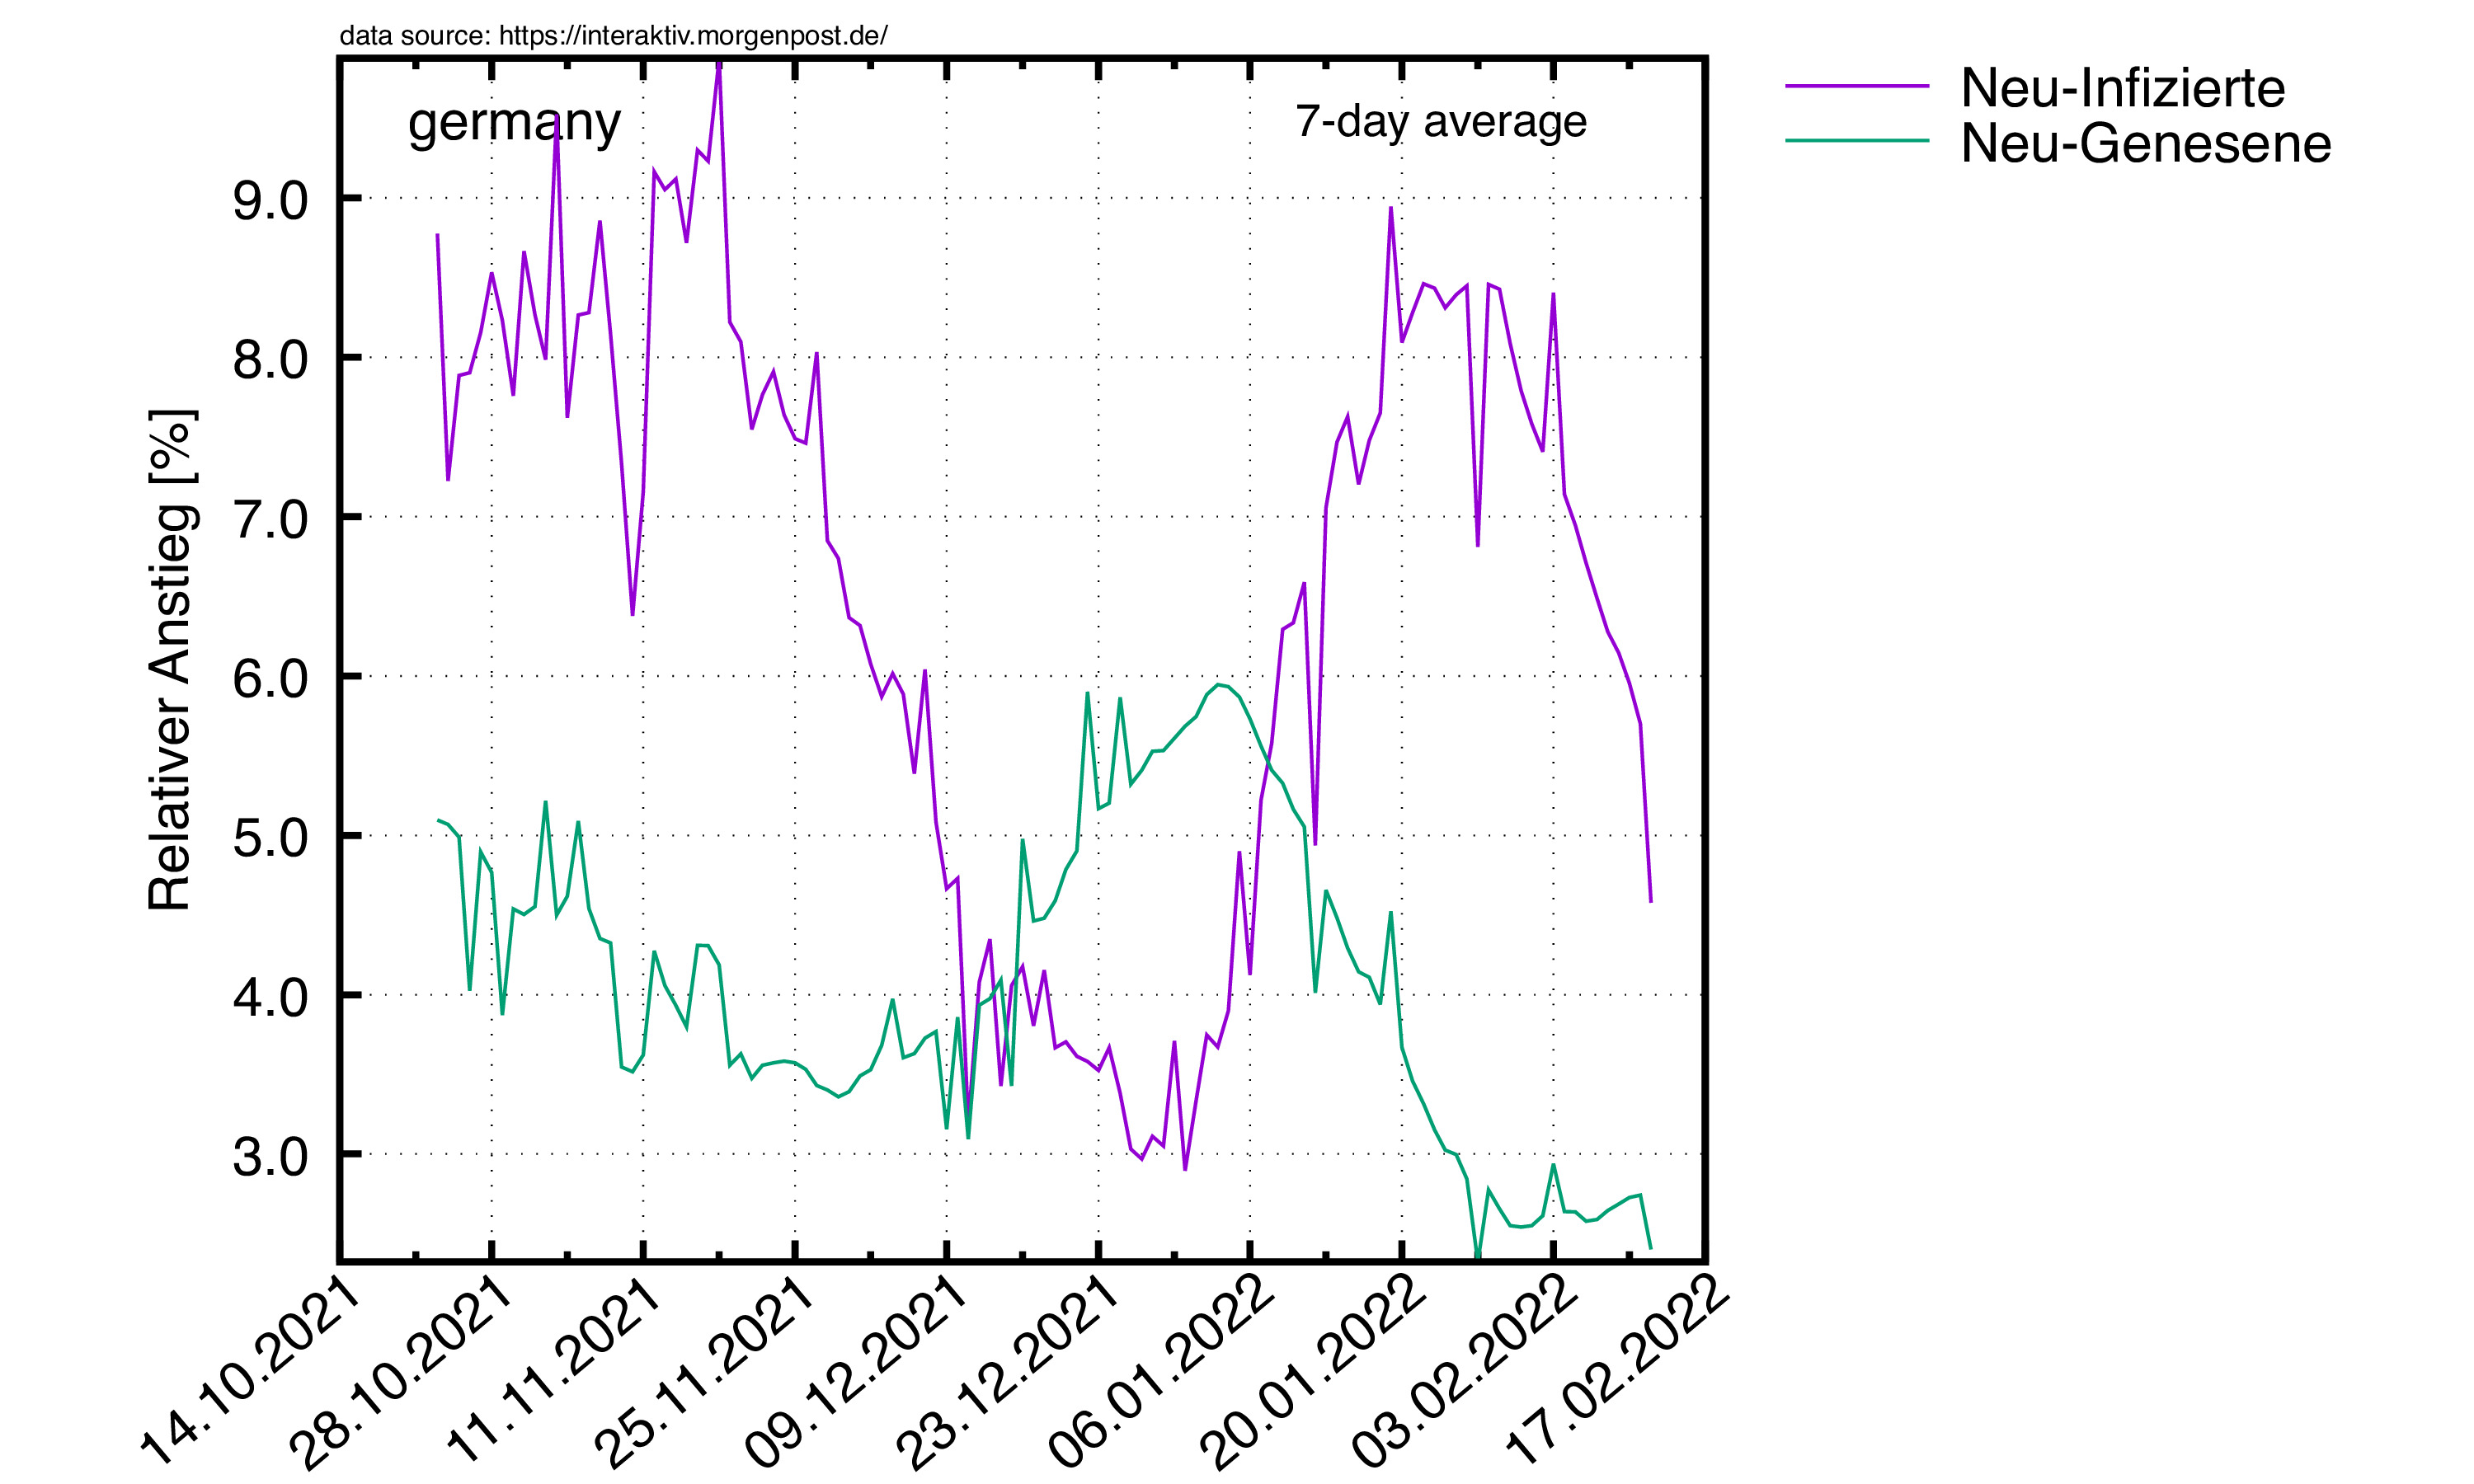 data source: https://interaktiv.morgenpost.de/
germany
7-day average
Neu-Infizierte
Neu-Genesene
Relativer Anstieg [%]
9.0
8.0
7.0
6.0
5.0
4.0
3.0
14.10.2021
28.10.2021
11.11.2021
25.11.2021
09.12.2021
23.12.2021
06.01.2022
20.01.2022
03.02.2022
17.02.2022